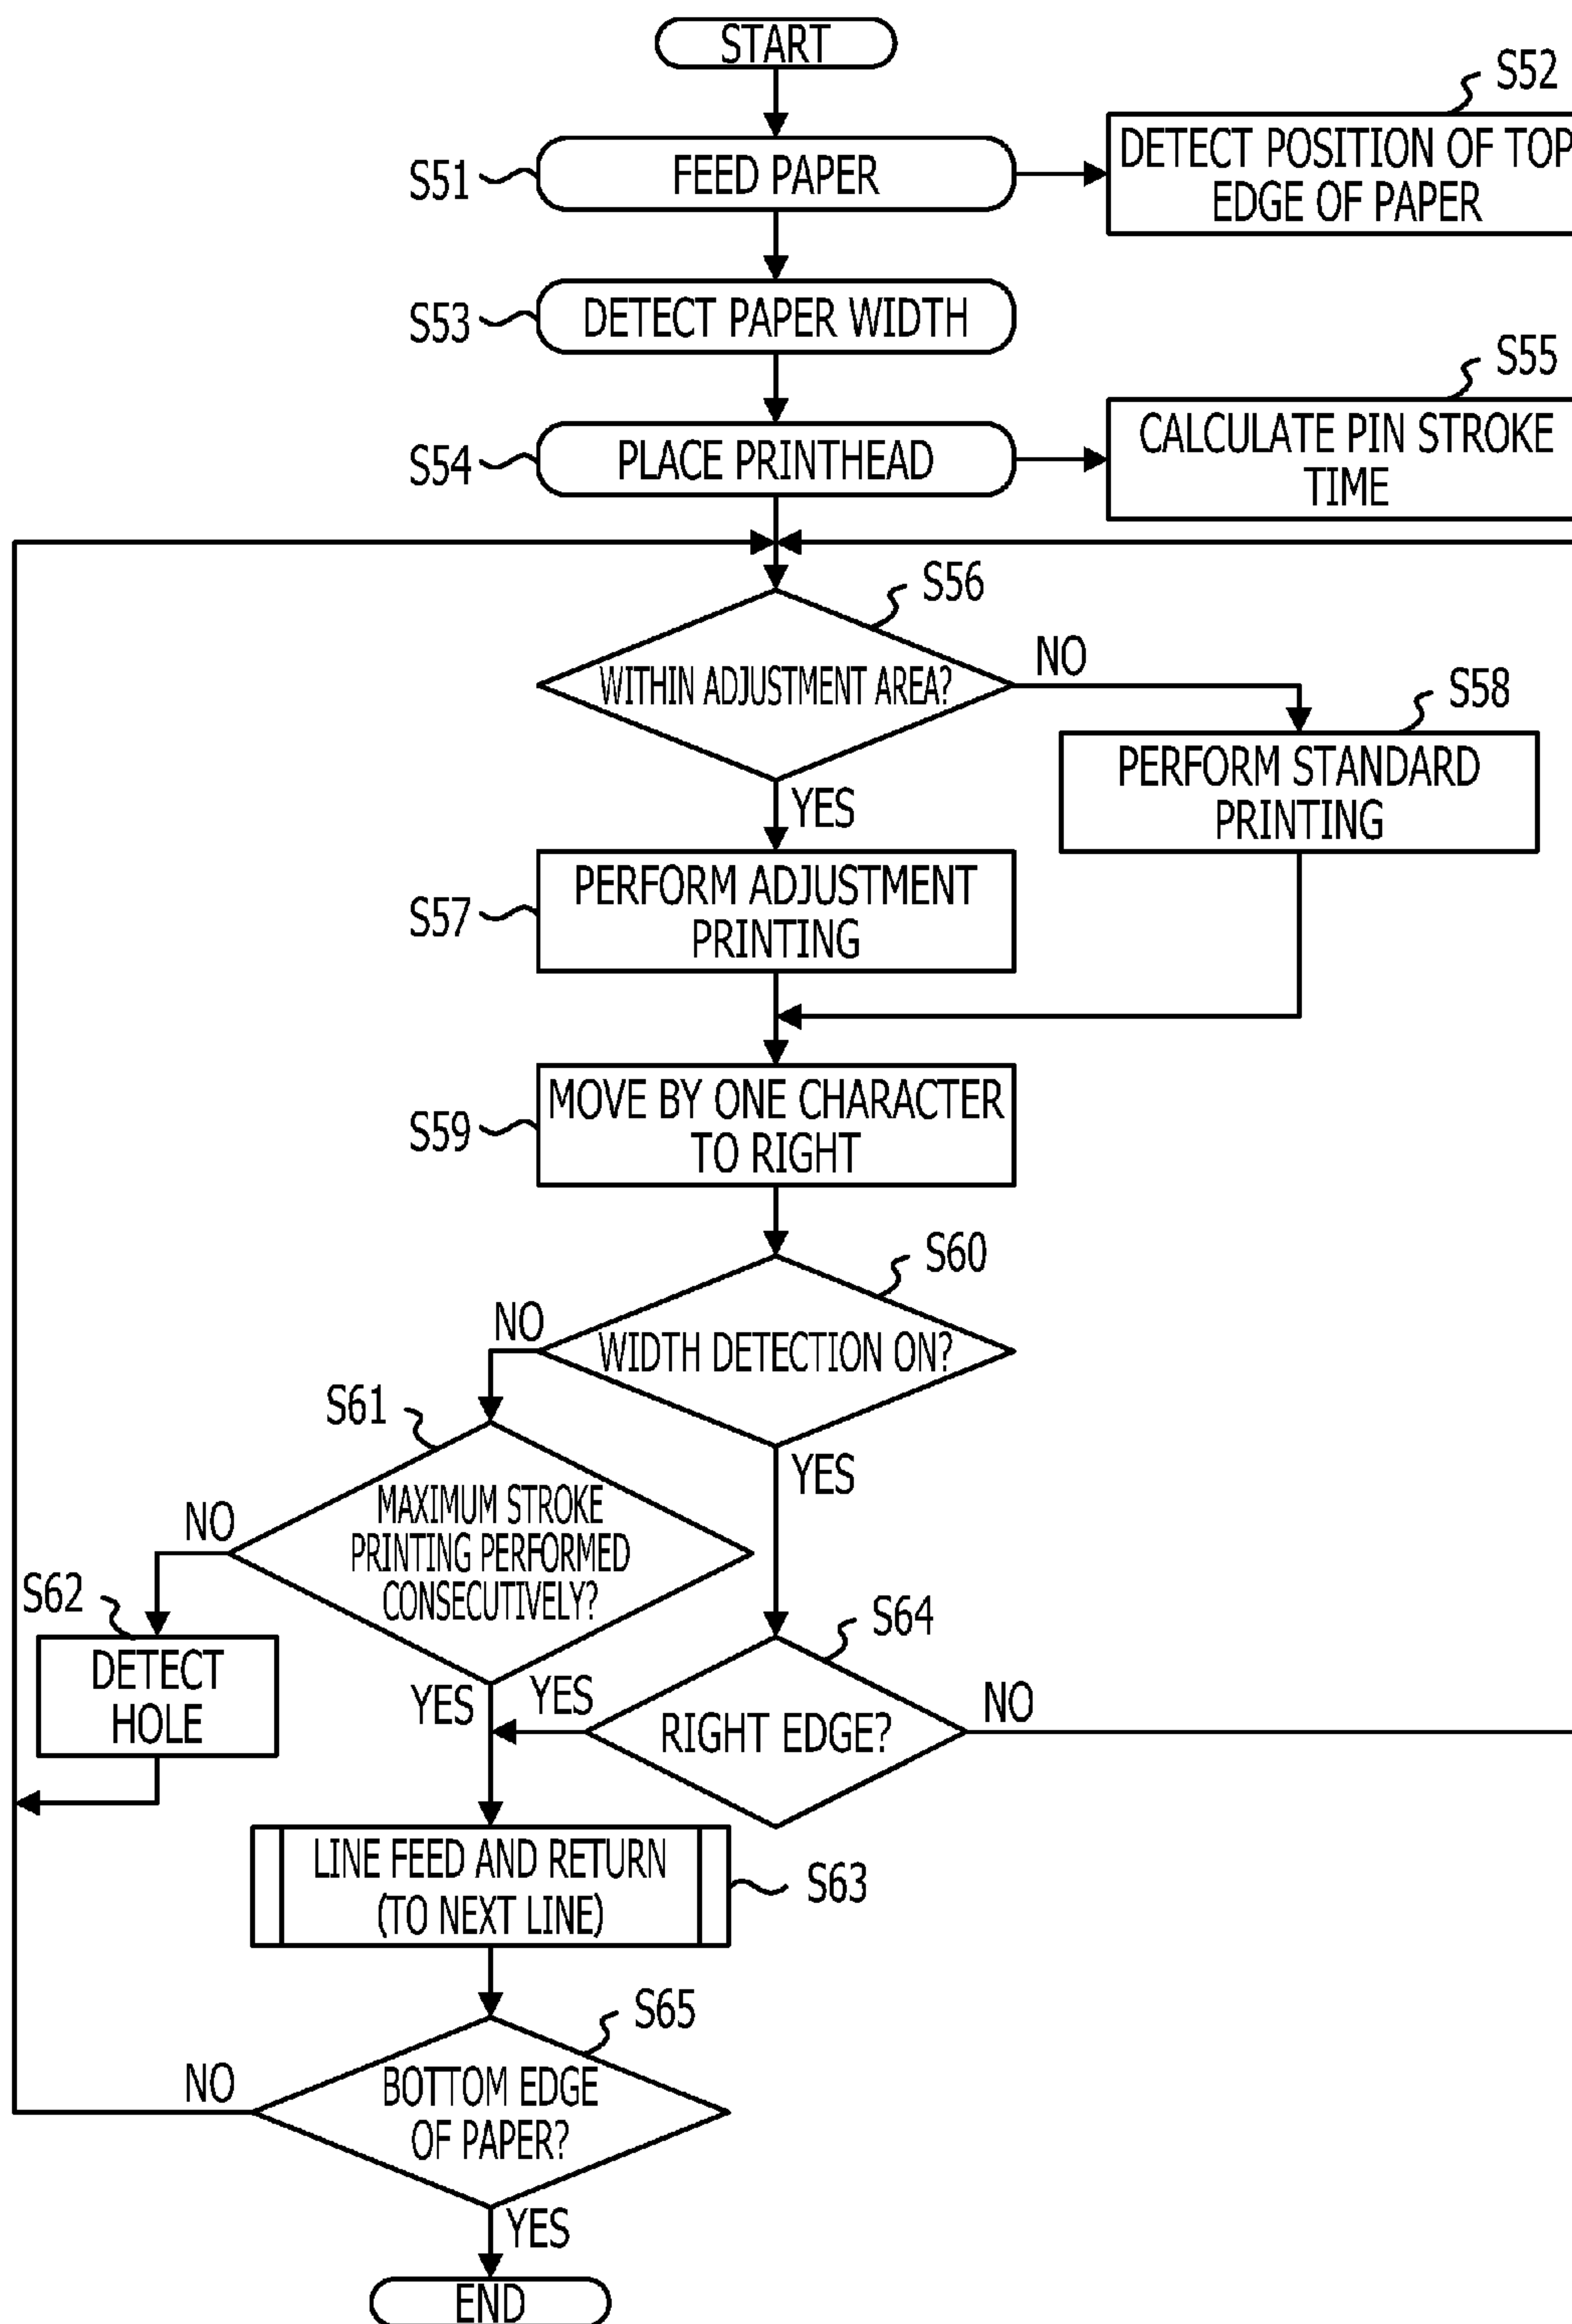 START
S52
S51
FEED PAPER
DETECT POSITION OF TOP
EDGE OF PAPER
S53
DETECT PAPER WIDTH
S55
S54
PLACE PRINTHEAD
CALCULATE PIN STROKE
TIME
S56
WITHIN ADJUSTMENT AREA?
NO
S58
PERFORM STANDARD
PRINTING
YES
S57
PERFORM ADJUSTMENT
PRINTING
S59
MOVE BY ONE CHARACTER
TO RIGHT
S60
NO
WIDTH DETECTION ON?
S61
YES
MAXIMUM STROKE
PRINTING PERFORMED
CONSECUTIVELY?
NO
S62
DETECT
HOLE
S64
YES
YES
RIGHT EDGE?
NO
LINE FEED AND RETURN
(TO NEXT LINE)
S63
S65
NO
BOTTOM EDGE
OF PAPER?
YES
END